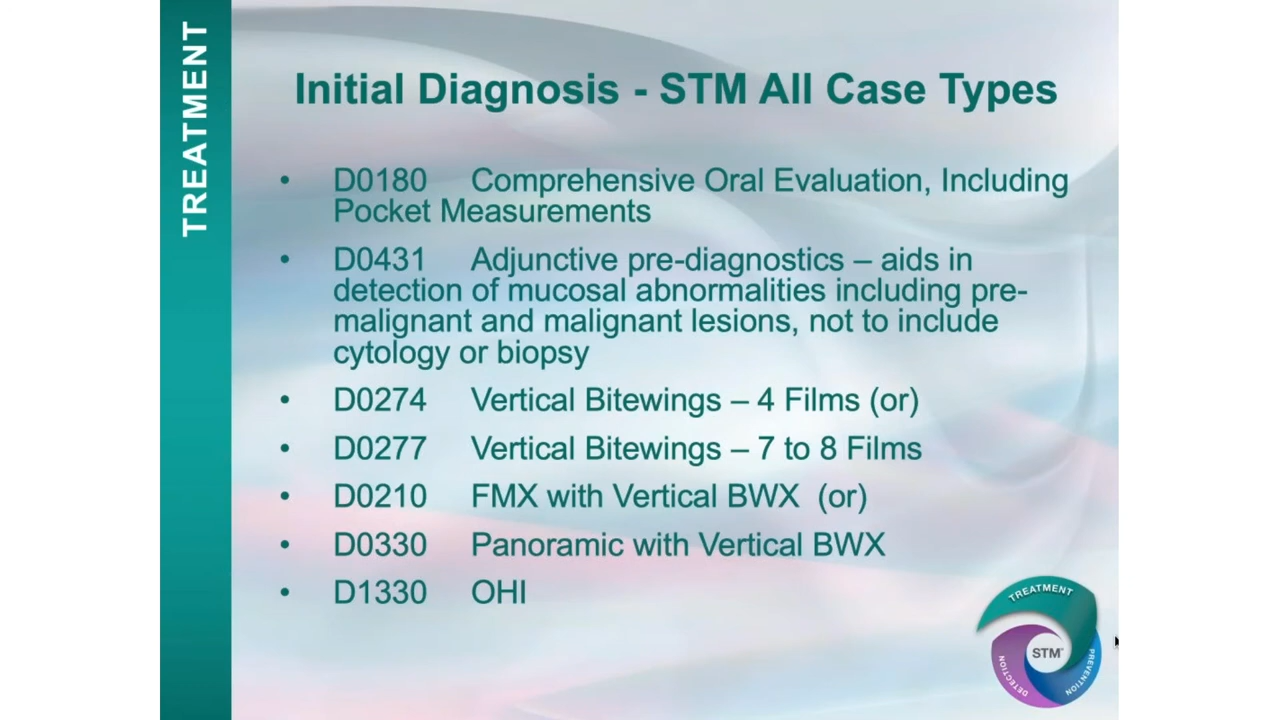 TREATMENT
Initial Diagnosis - STM All Case Types
• D0180 Comprehensive Oral Evaluation, Including
Pocket Measurements
• D0431 Adjunctive pre-diagnostics – aids in
detection of mucosal abnormalities including pre-
malignant and malignant lesions, not to include
cytology or biopsy
• D0274 Vertical Bitewings – 4 Films (or)
• D0277 Vertical Bitewings – 7 to 8 Films
• D0210 FMX with Vertical BWX (or)
• D0330 Panoramic with Vertical BWX
• D1330 OHI
TREATMENT
STM
DETECTION
PREVENTION